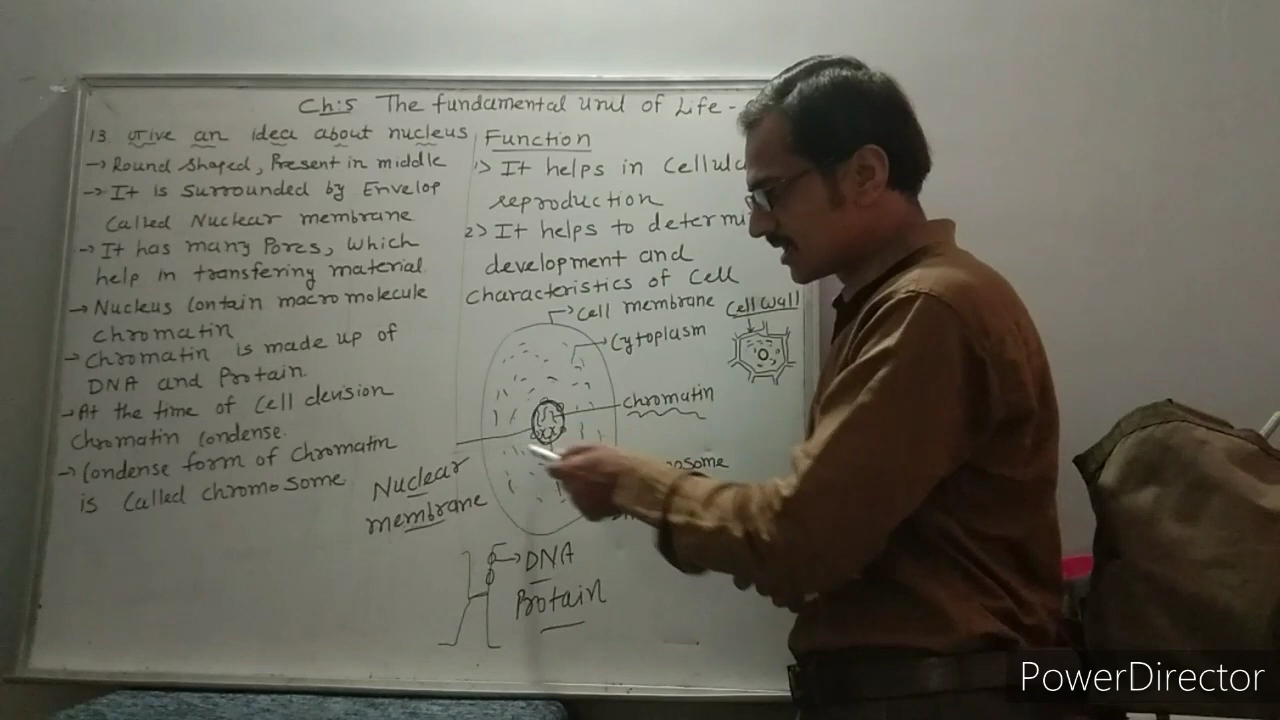 Ch:5 The fundamental Unit of Life -
13 Give an idea about nucleus
→ Round shaped, Present in middle
→ It is surrounded by Envelop
Called Nuclear membrane
→ It has many Pores, Which
help in transfering material
→ Nucleus Contain macromolecule
Chromatin
→ Chromatin is made up of
DNA and Protain.
→ At the time of Cell devision
Chromatin Condense.
→ Condense form of Chromatin
is Called chromosome
Function
1> It helps in Cellula
reproduction
2> It helps to determi
development and
Characteristics of Cell
→ Cell membrane
Cell Wall
→ Cytoplasm
chromatin
osome
Nuclear
membrane
→ DNA
Protain
PowerDirector